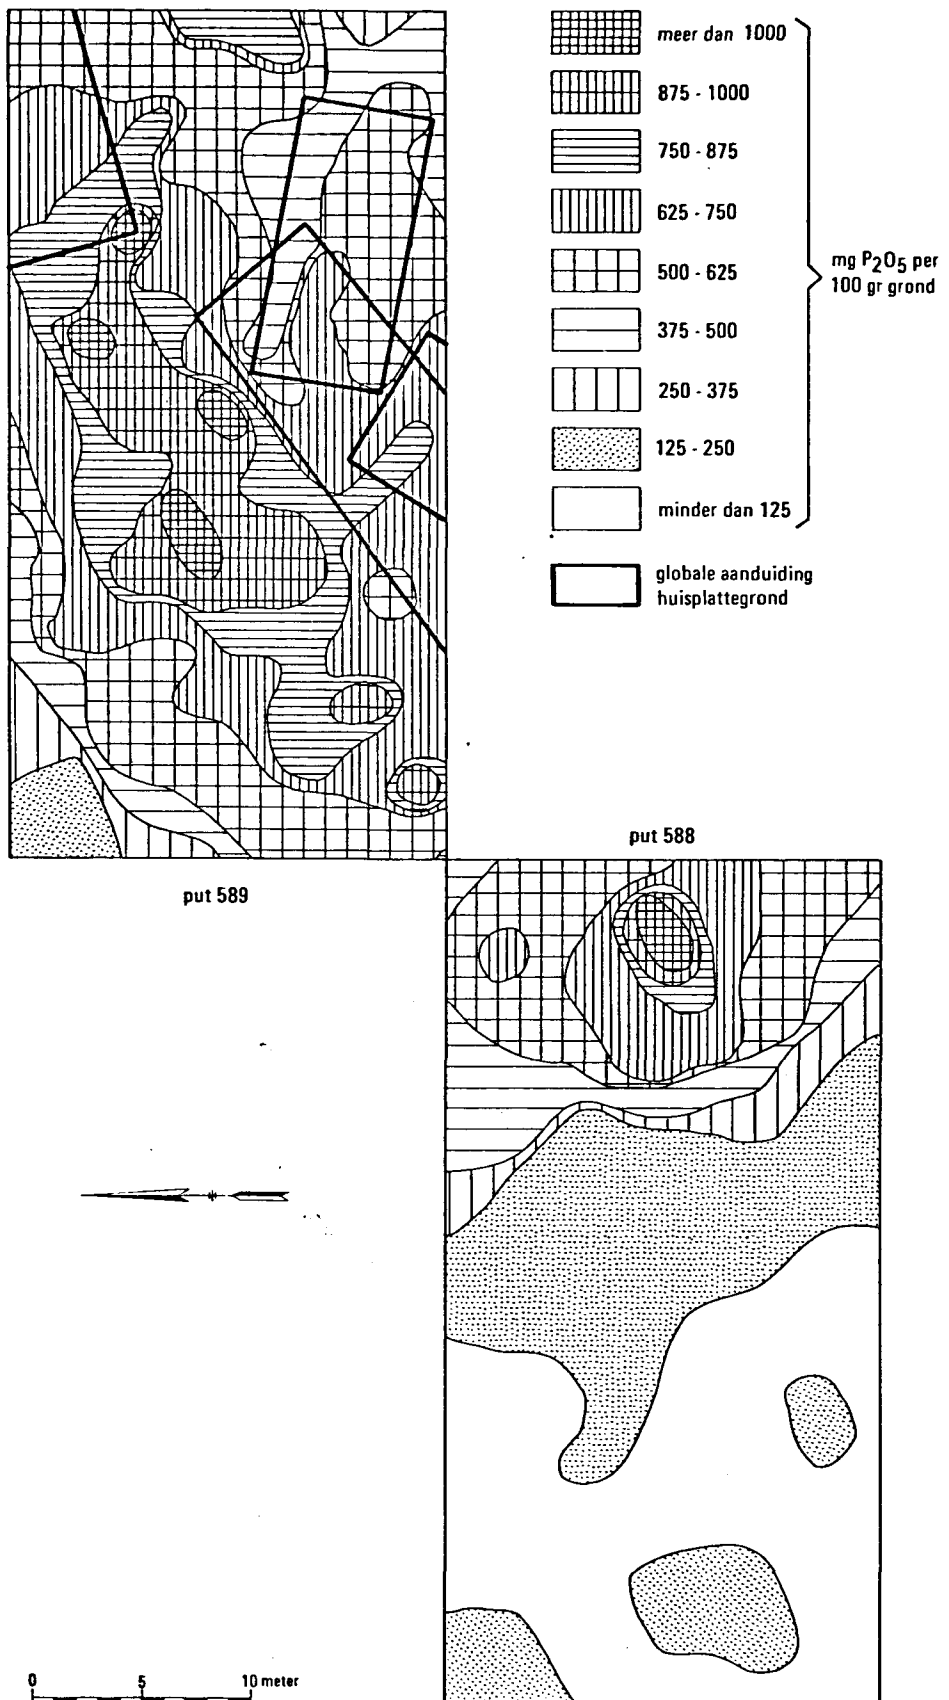 meer dan 1000
875 - 1000
750 - 875
625 - 750
500 - 625
375 - 500
250 - 375
125 - 250
minder dan 125
mg P2O5 per
100 gr grond
globale aanduiding
huisplattegrond
put 588
put 589
0 5 10 meter